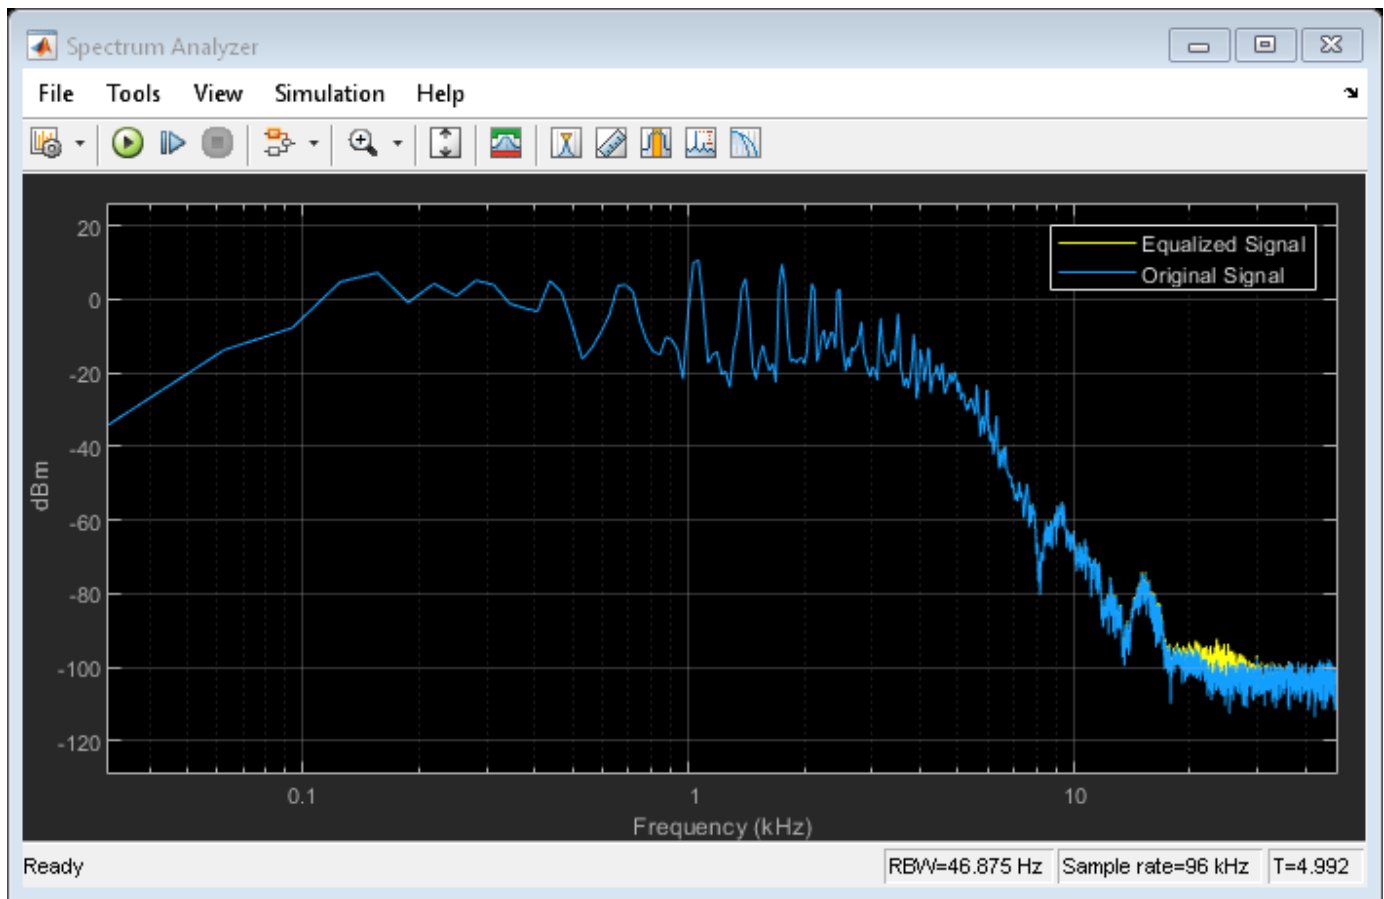 Spectrum Analyzer
File Tools View Simulation Help
20
0
-20
-40
-60
-80
-100
-120
dBm
Equalized Signal
Original Signal
0.1 1 10
Frequency (kHz)
Ready RBW=46.875 Hz Sample rate=96 kHz T=4.992